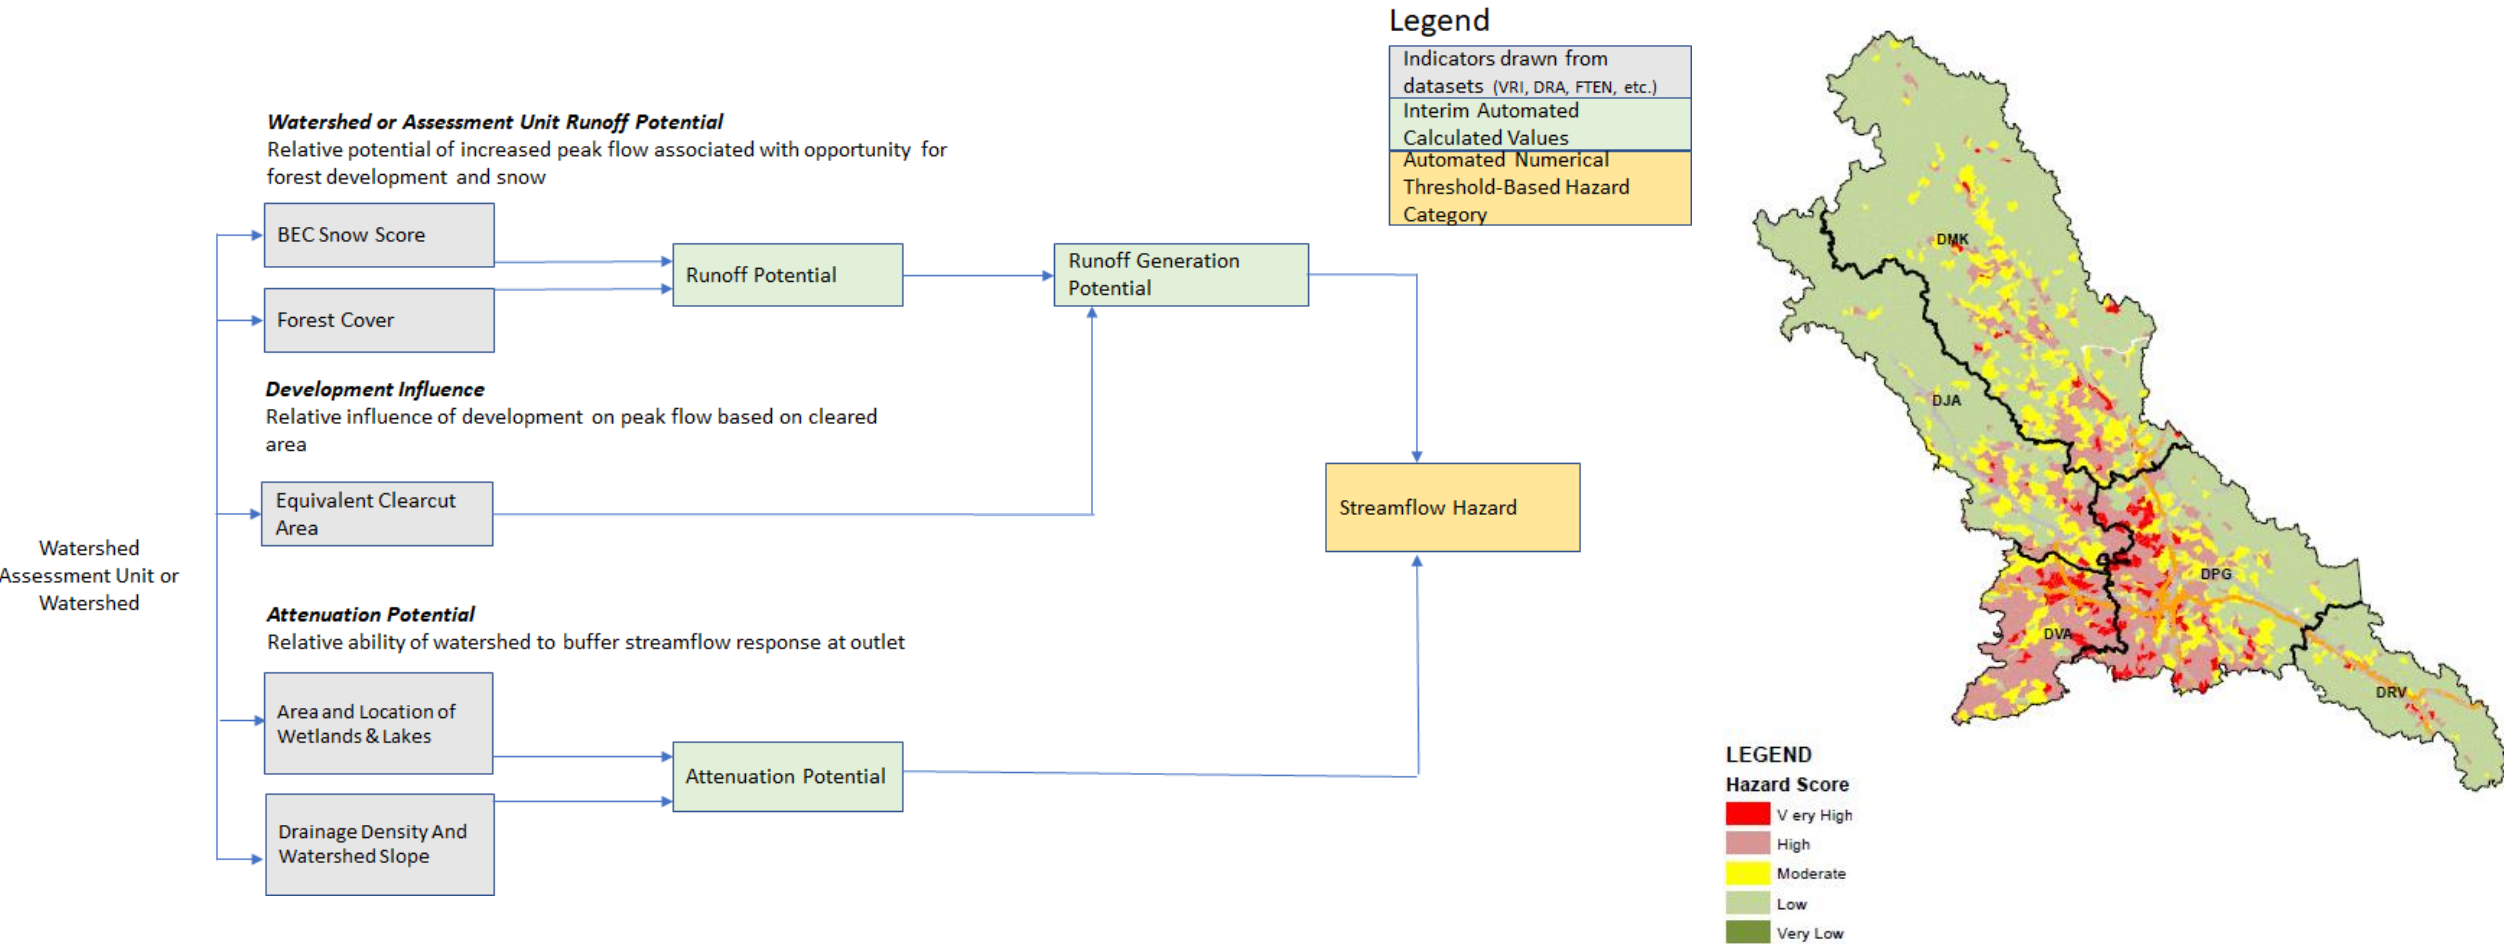 Legend
Indicators drawn from
datasets (VRI, DRA, FTEN, etc.)
Interim Automated
Calculated Values
Automated Numerical
Threshold-Based Hazard
Category
Watershed or Assessment Unit Runoff Potential
Relative potential of increased peak flow associated with opportunity for
forest development and snow
BEC Snow Score
Forest Cover
Runoff Potential
Runoff Generation
Potential
Development Influence
Relative influence of development on peak flow based on cleared
area
Equivalent Clearcut
Area
Streamflow Hazard
Watershed
Assessment Unit or
Watershed
Attenuation Potential
Relative ability of watershed to buffer streamflow response at outlet
Area and Location of
Wetlands & Lakes
Drainage Density And
Watershed Slope
Attenuation Potential
DMK
DJA
DPG
DVA
DRV
LEGEND
Hazard Score
V ery High
High
Moderate
Low
Very Low